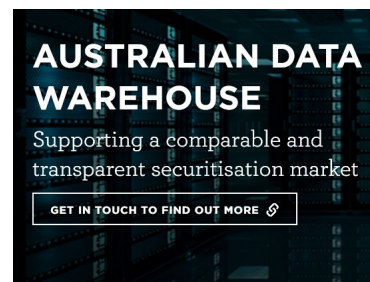 AUSTRALIAN DATA
WAREHOUSE
Supporting a comparable and
transparent securitisation market
GET IN TOUCH TO FIND OUT MORE